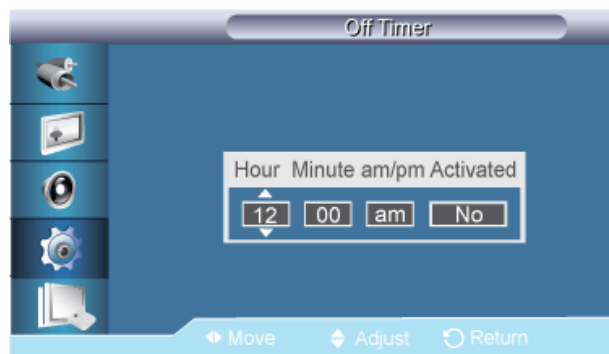 Off Timer
Hour Minute am/pm Activated
12 00 am No
Move Adjust Return